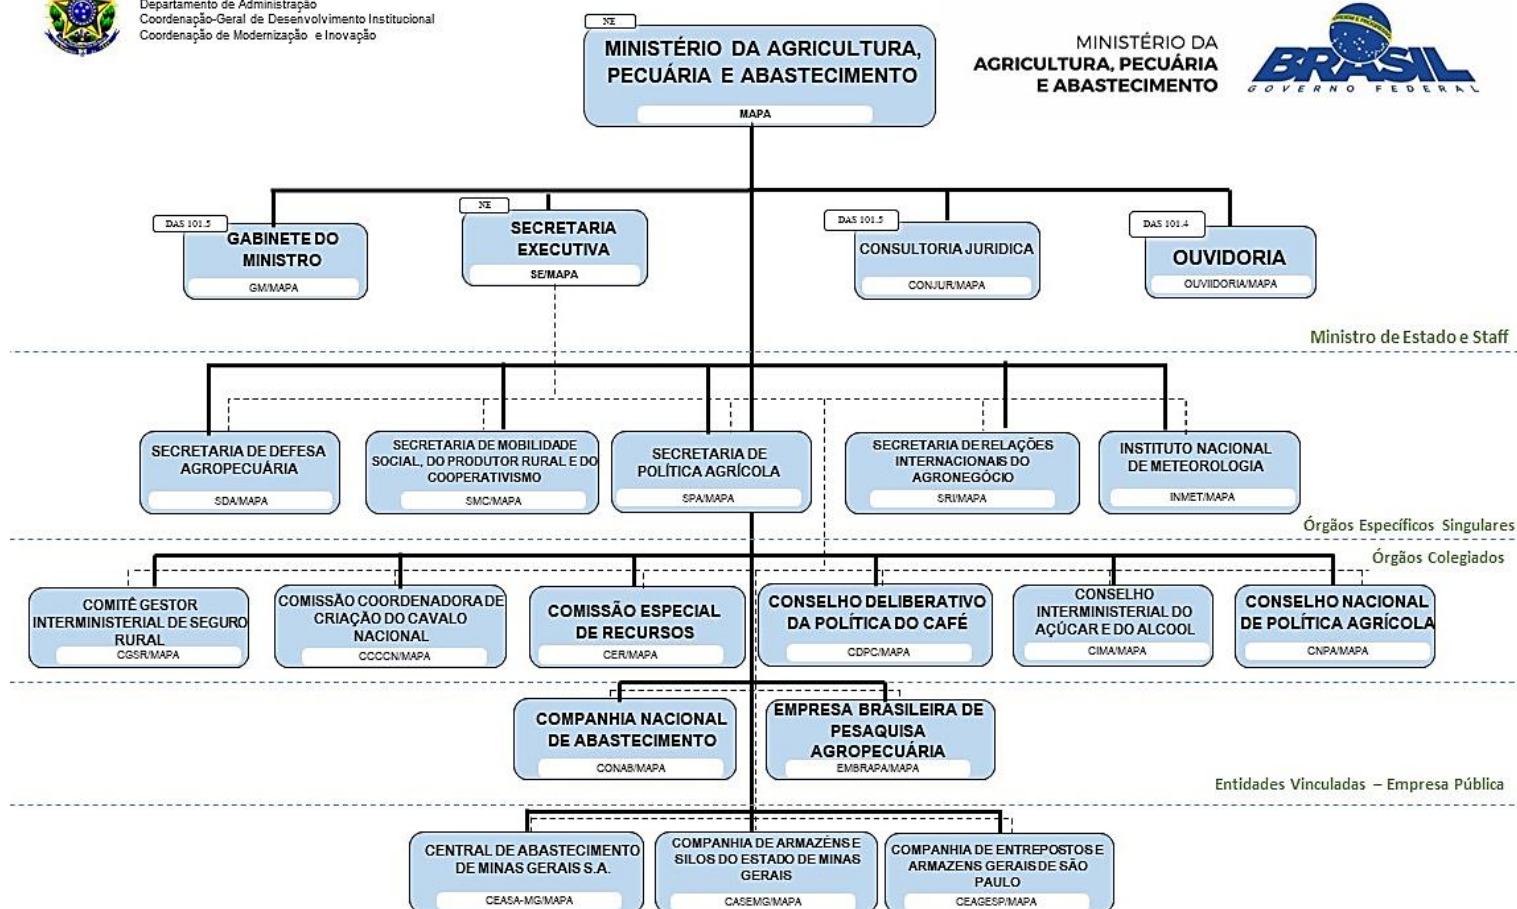 Departamento de Administração
Coordenação-Geral de Desenvolvimento Institucional
Coordenação de Modernização e Inovação
NE
MINISTÉRIO DA AGRICULTURA,
PECUÁRIA E ABASTECIMENTO
MAPA
MINISTÉRIO DA
AGRICULTURA, PECUÁRIA
E ABASTECIMENTO
BRASIL
GOVERNO FEDERAL
DAS 101.5
GABINETE DO
MINISTRO
GM/MAPA
NE
SECRETARIA
EXECUTIVA
SE/MAPA
DAS 101.5
CONSULTORIA JURIDICA
CONJUR/MAPA
DAS 101.4
OUVIDORIA
OUVIIDORIA/MAPA
Ministro de Estado e Staff
SECRETARIA DE DEFESA
AGROPECUÁRIA
SDA/MAPA
SECRETARIA DE MOBILIDADE
SOCIAL, DO PRODUTOR RURAL E DO
COOPERATIVISMO
SMC/MAPA
SECRETARIA DE
POLÍTICA AGRÍCOLA
SPA/MAPA
SECRETARIA DE RELAÇÕES
INTERNACIONAIS DO
AGRONEGÓCIO
SRI/MAPA
INSTITUTO NACIONAL
DE METEOROLOGIA
INMET/MAPA
Órgãos Específicos Singulares
Órgãos Colegiados
COMITÊ GESTOR
INTERMINISTERIAL DE SEGURO
RURAL
CGSR/MAPA
COMISSÃO COORDENADORA DE
CRIAÇÃO DO CAVALO
NACIONAL
CCCCN/MAPA
COMISSÃO ESPECIAL
DE RECURSOS
CER/MAPA
CONSELHO DELIBERATIVO
DA POLÍTICA DO CAFÉ
CDPC/MAPA
CONSELHO
INTERMINISTERIAL DO
AÇÚCAR E DO ALCOOL
CIMA/MAPA
CONSELHO NACIONAL
DE POLÍTICA AGRÍCOLA
CNPA/MAPA
COMPANHIA NACIONAL
DE ABASTECIMENTO
CONAB/MAPA
EMPRESA BRASILEIRA DE
PESAQUISA
AGROPECUÁRIA
EMBRAPA/MAPA
Entidades Vinculadas – Empresa Pública
CENTRAL DE ABASTECIMENTO
DE MINAS GERAIS S.A.
CEASA-MG/MAPA
COMPANHIA DE ARMAZÉNS E
SILOS DO ESTADO DE MINAS
GERAIS
CASEMG/MAPA
COMPANHIA DE ENTREPOSTOS E
ARMAZENS GERAIS DE SÃO
PAULO
CEAGESP/MAPA